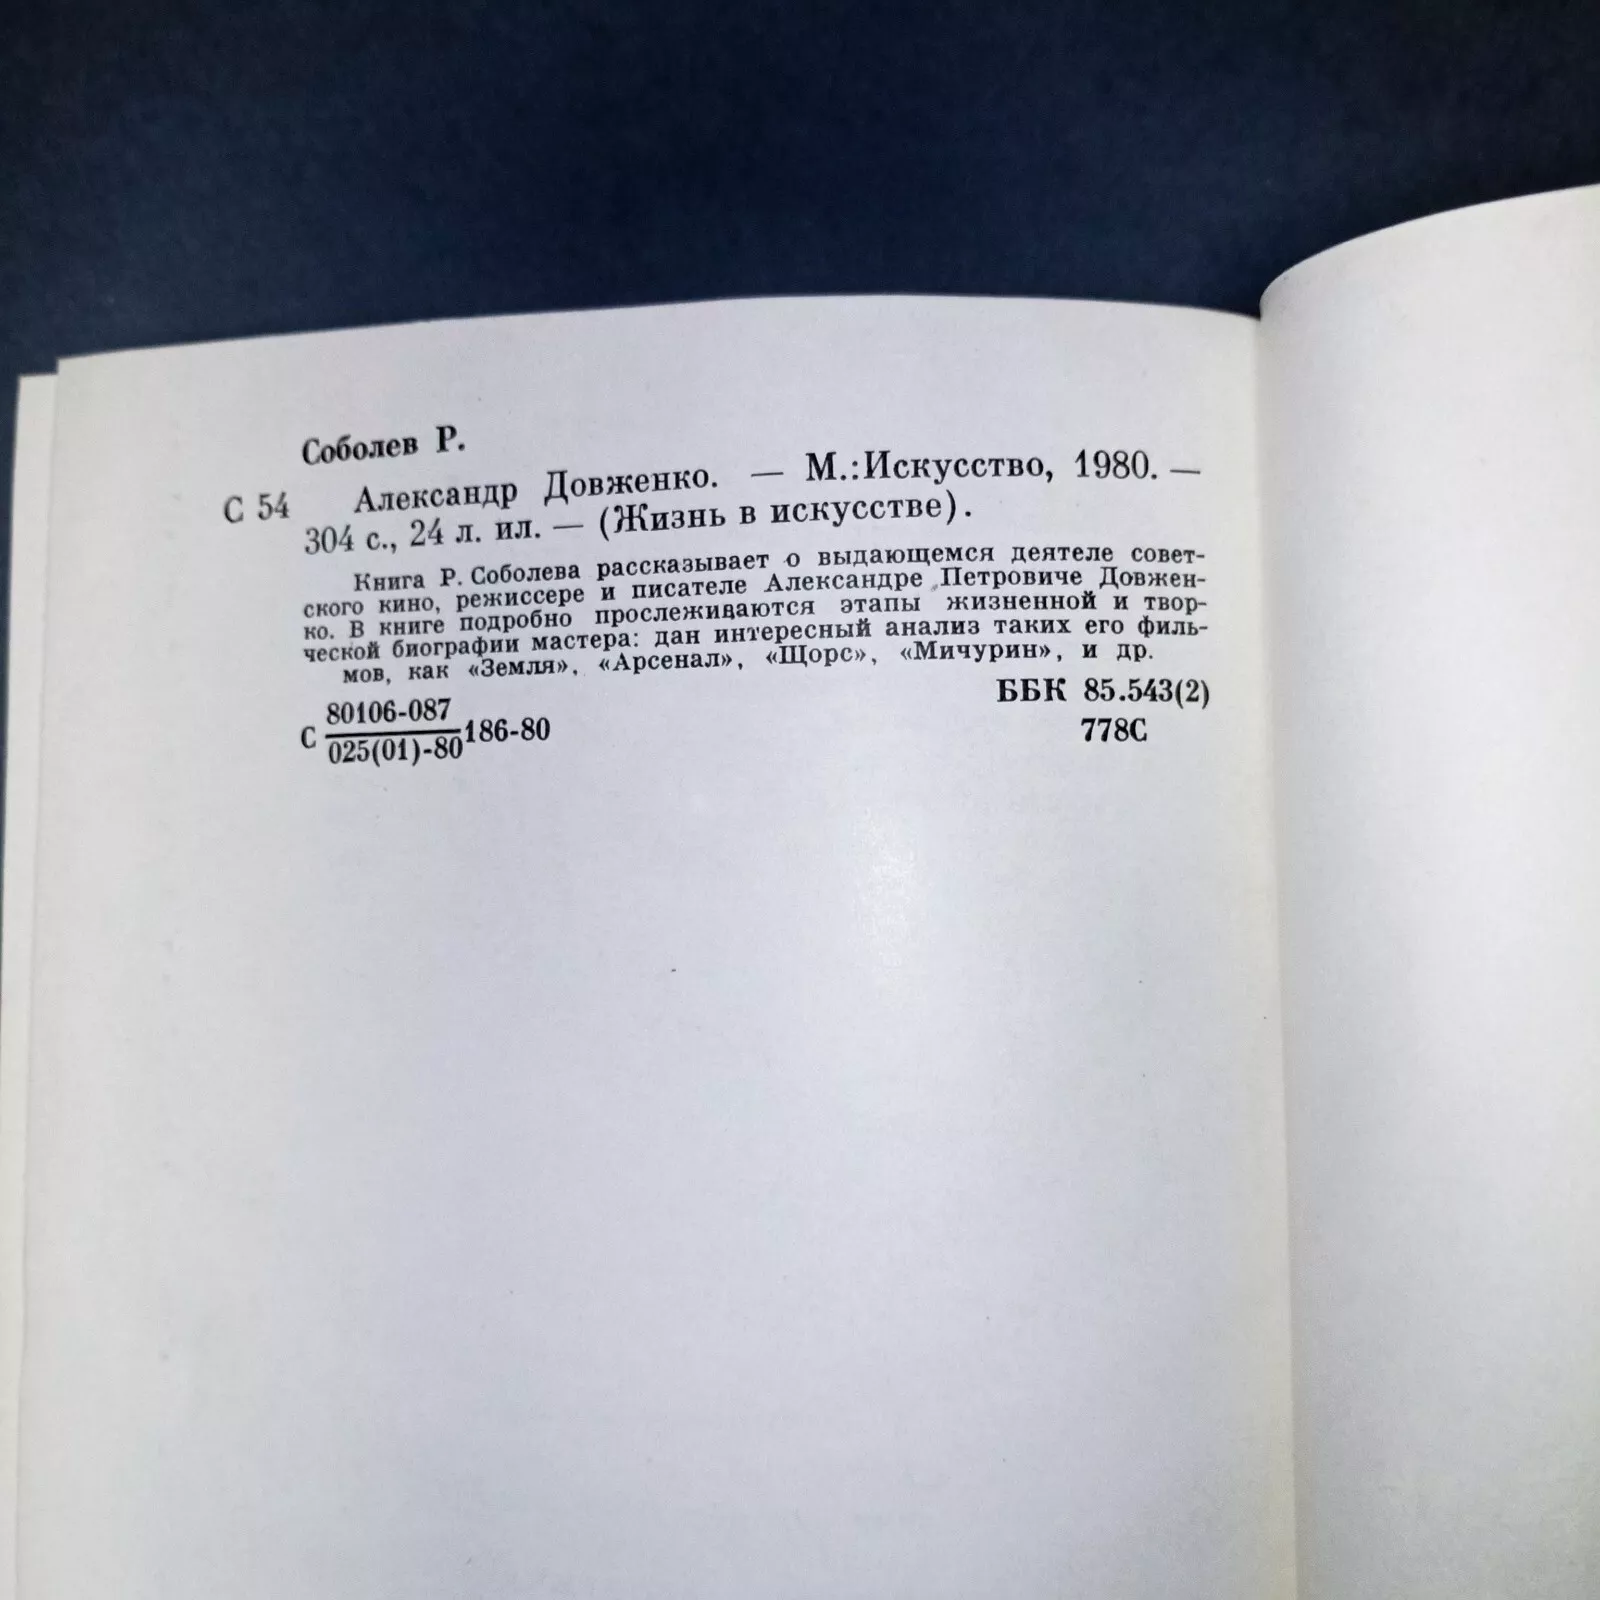 Соболев Р.
С 54 Александр Довженко. — М.:Искусство, 1980. —
304 с., 24 л. ил. — (Жизнь в искусстве).
Книга Р. Соболева рассказывает о выдающемся деятеле совет-
ского кино, режиссере и писателе Александре Петровиче Довжен-
ко. В книге подробно прослеживаются этапы жизненной и твор-
ческой биографии мастера: дан интересный анализ таких его филь-
мов, как «Земля», «Арсенал», «Щорс», «Мичурин», и др.
ББК 85.543(2)
778С
80106-087
С 186-80
025(01)-80